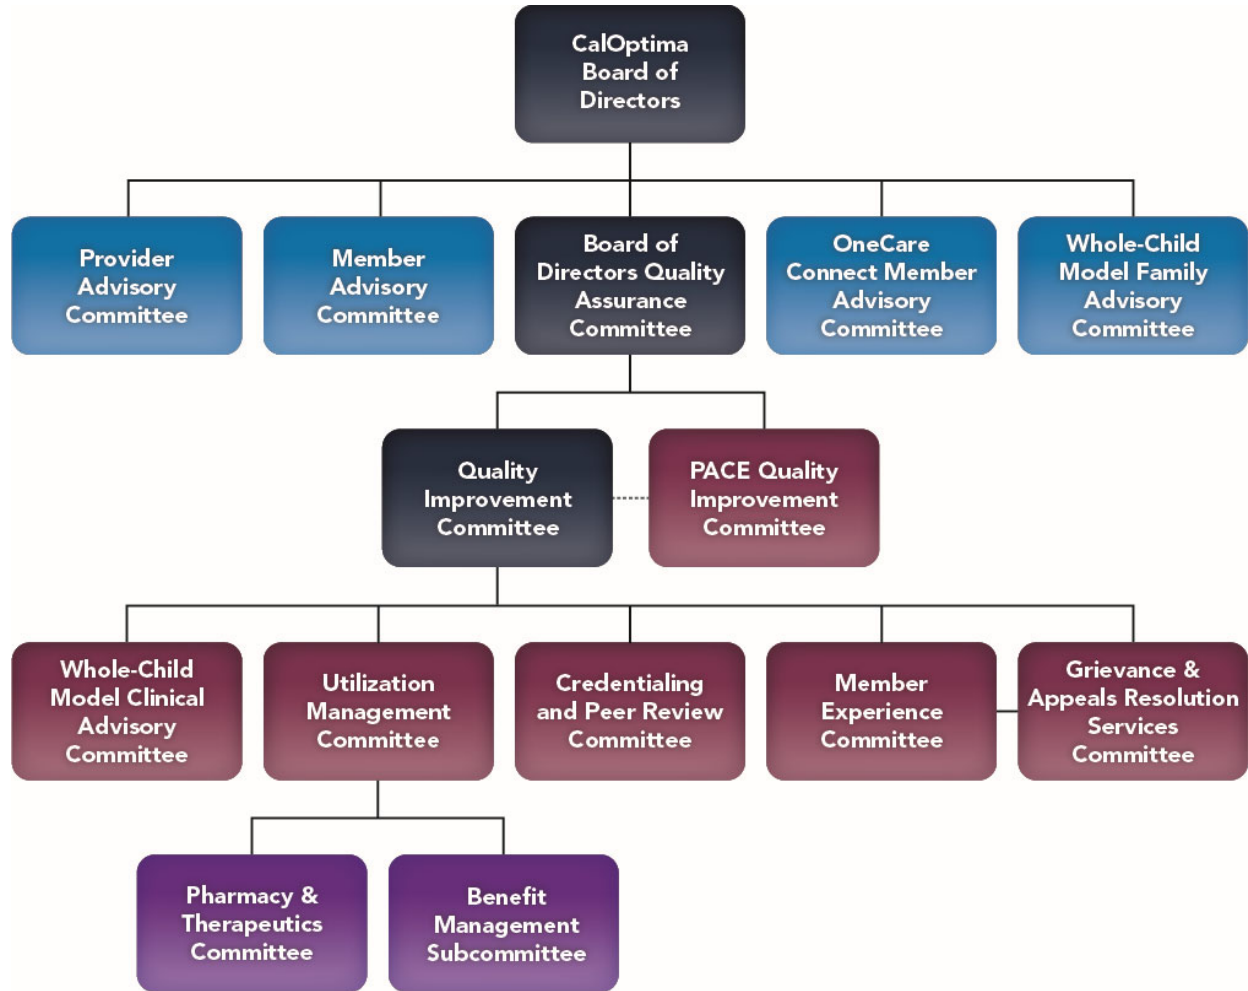 CalOptima
Board of
Directors
Provider
Advisory
Committee
Member
Advisory
Committee
Board of
Directors Quality
Assurance
Committee
OneCare
Connect Member
Advisory
Committee
Whole-Child
Model Family
Advisory
Committee
Quality
Improvement
Committee
PACE Quality
Improvement
Committee
Whole-Child
Model Clinical
Advisory
Committee
Utilization
Management
Committee
Credentialing
and Peer Review
Committee
Member
Experience
Committee
Grievance &
Appeals Resolution
Services
Committee
Pharmacy &
Therapeutics
Committee
Benefit
Management
Subcommittee